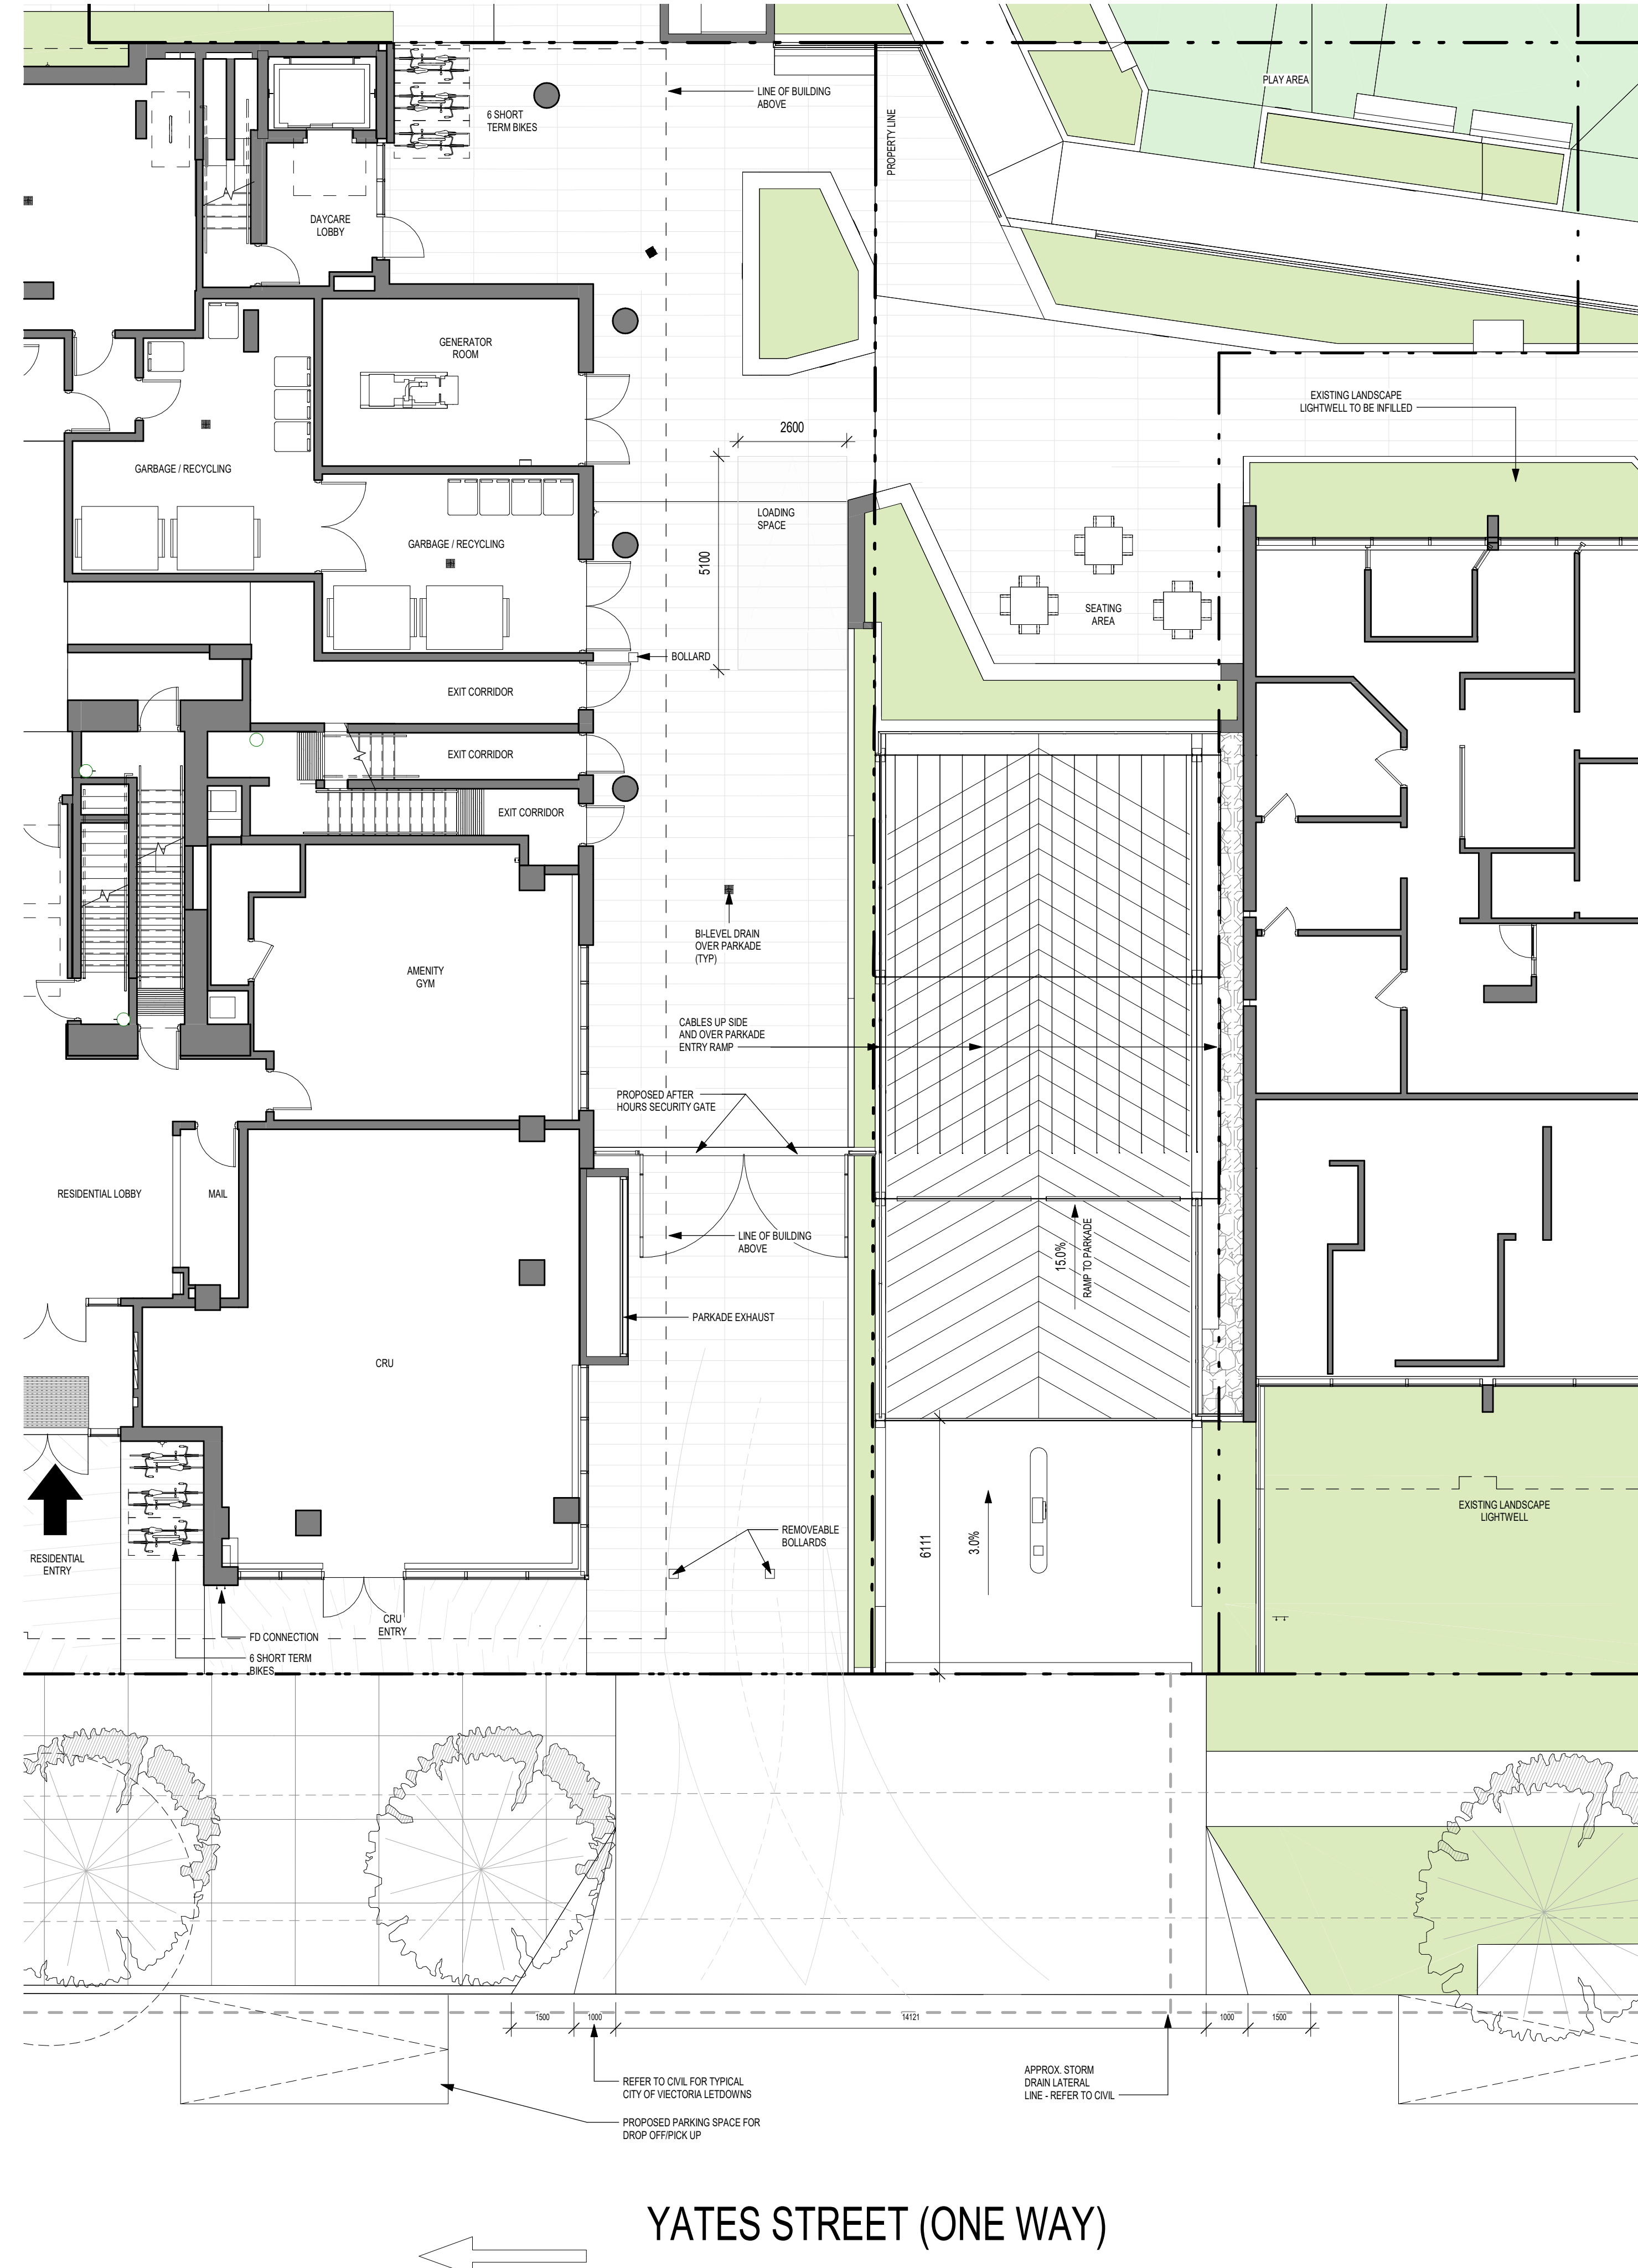 PLAY AREA
LINE OF BUILDING
ABOVE
6 SHORT
TERM BIKES
PROPERTY LINE
DAYCARE
LOBBY
GENERATOR
ROOM
EXISTING LANDSCAPE
LIGHTWELL TO BE INFILLED
2600
GARBAGE / RECYCLING
LOADING
SPACE
GARBAGE / RECYCLING
5100
SEATING
AREA
BOLLARD
EXIT CORRIDOR
EXIT CORRIDOR
EXIT CORRIDOR
BI-LEVEL DRAIN
OVER PARKADE
(TYP)
AMENITY
GYM
CABLES UP SIDE
AND OVER PARKADE
ENTRY RAMP
PROPOSED AFTER
HOURS SECURITY GATE
RESIDENTIAL LOBBY
MAIL
LINE OF BUILDING
ABOVE
15.0%
RAMP TO PARKADE
PARKADE EXHAUST
CRU
EXISTING LANDSCAPE
LIGHTWELL
REMOVEABLE
BOLLARDS
6111
3.0%
RESIDENTIAL
ENTRY
CRU
ENTRY
FD CONNECTION
6 SHORT TERM
BIKES
1500
1000
14121
1000
1500
REFER TO CIVIL FOR TYPICAL
CITY OF VIECTORIA LETDOWNS
APPROX. STORM
DRAIN LATERAL
LINE - REFER TO CIVIL
PROPOSED PARKING SPACE FOR
DROP OFF/PICK UP
YATES STREET (ONE WAY)